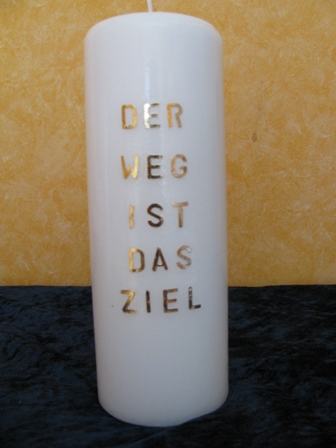 DER
WEG
IST
DAS
ZIEL